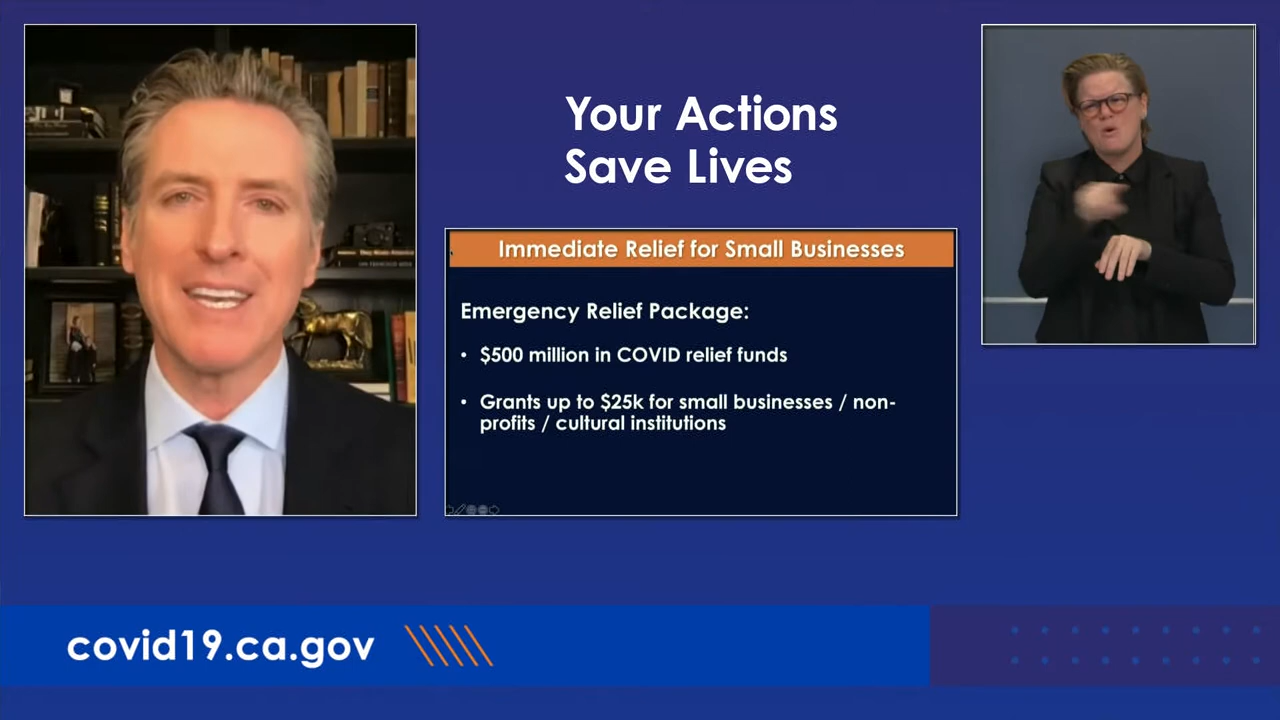 Your Actions
Save Lives
Immediate Relief for Small Businesses
Emergency Relief Package:
• $500 million in COVID relief funds
• Grants up to $25k for small businesses / non-
profits / cultural institutions
covid19.ca.gov